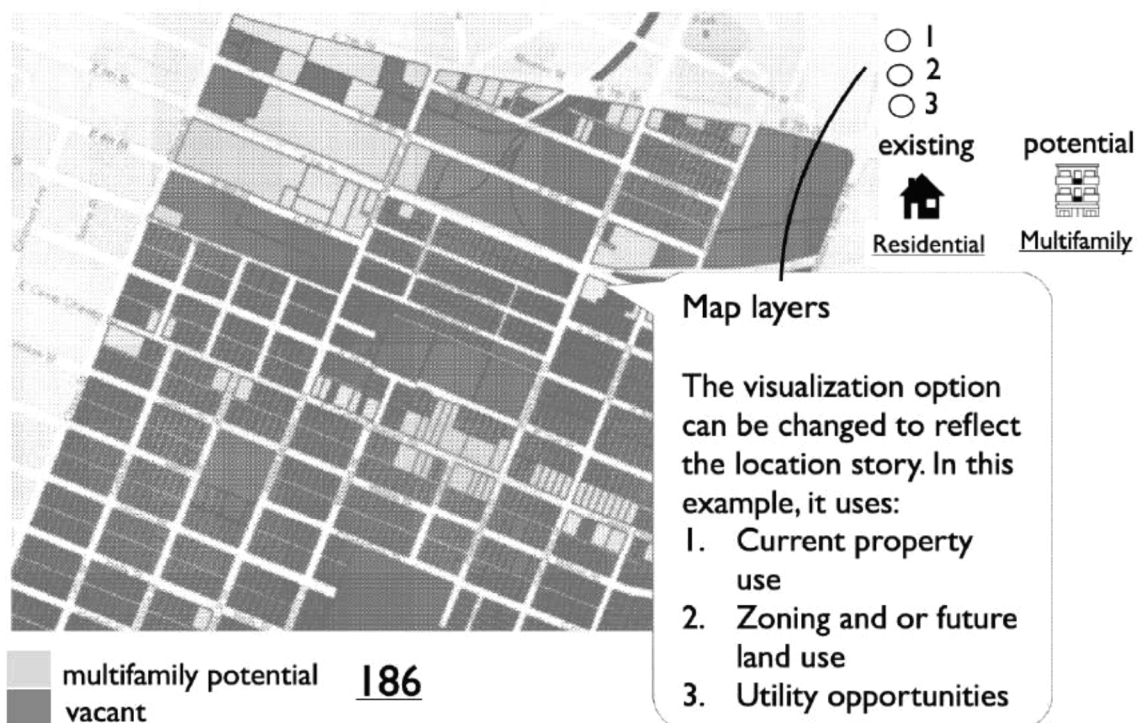 1
2
3
existing
potential
Residential
Multifamily
Map layers
The visualization option
can be changed to reflect
the location story. In this
example, it uses:
1. Current property
use
2. Zoning and or future
land use
3. Utility opportunities
multifamily potential
186
vacant